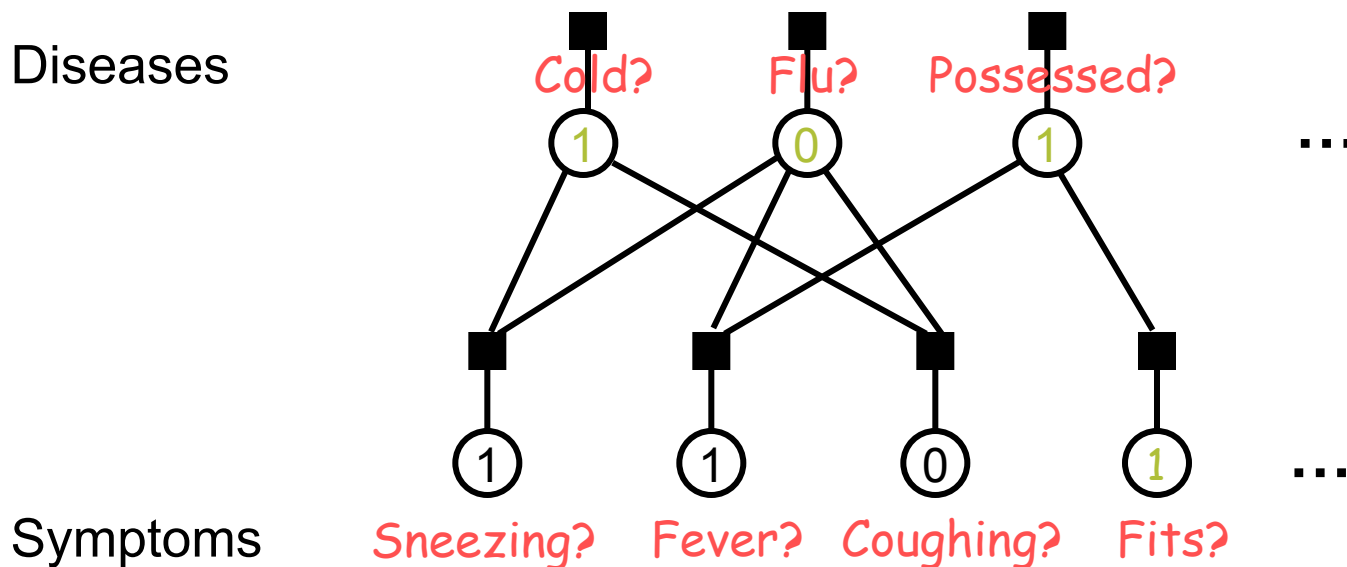 Diseases
Cold? Flu? Possessed?
1 0 1 ...
1 1 0 1 ...
Symptoms Sneezing? Fever? Coughing? Fits?